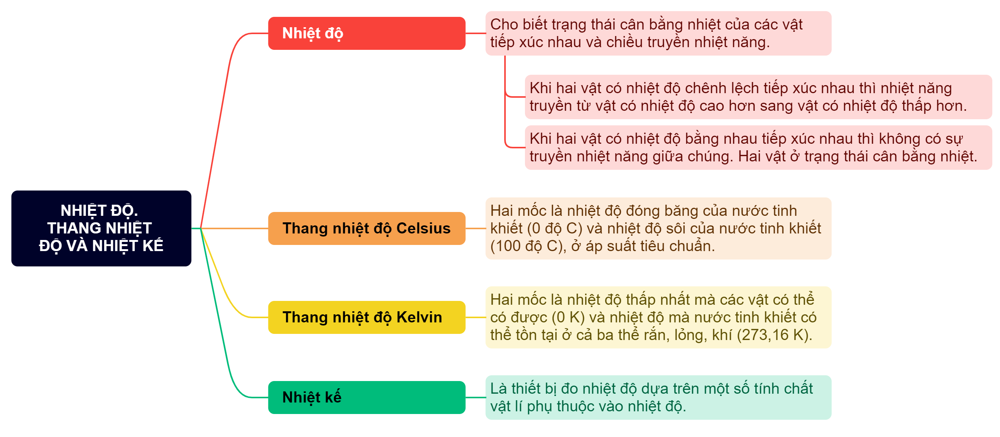 NHIỆT ĐỘ.
THANG NHIỆT
ĐỘ VÀ NHIỆT KẾ
Nhiệt độ
Cho biết trạng thái cân bằng nhiệt của các vật
tiếp xúc nhau và chiều truyền nhiệt năng.
Khi hai vật có nhiệt độ chênh lệch tiếp xúc nhau thì nhiệt năng
truyền từ vật có nhiệt độ cao hơn sang vật có nhiệt độ thấp hơn.
Khi hai vật có nhiệt độ bằng nhau tiếp xúc nhau thì không có sự
truyền nhiệt năng giữa chúng. Hai vật ở trạng thái cân bằng nhiệt.
Thang nhiệt độ Celsius
Hai mốc là nhiệt độ đóng băng của nước tinh
khiết (0 độ C) và nhiệt độ sôi của nước tinh khiết
(100 độ C), ở áp suất tiêu chuẩn.
Thang nhiệt độ Kelvin
Hai mốc là nhiệt độ thấp nhất mà các vật có thể
có được (0 K) và nhiệt độ mà nước tinh khiết có
thể tồn tại ở cả ba thể rắn, lỏng, khí (273,16 K).
Nhiệt kế
Là thiết bị đo nhiệt độ dựa trên một số tính chất
vật lí phụ thuộc vào nhiệt độ.